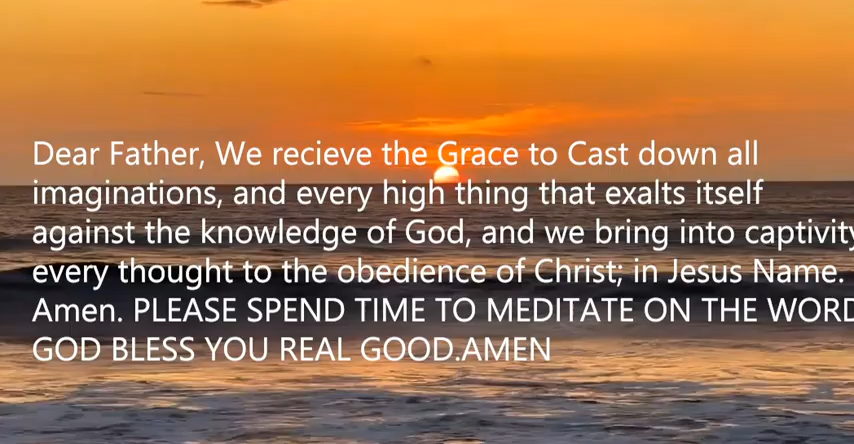 Dear Father, We recieve the Grace to Cast down all
imaginations, and every high thing that exalts itself
against the knowledge of God, and we bring into captivity
every thought to the obedience of Christ; in Jesus Name.
Amen. PLEASE SPEND TIME TO MEDITATE ON THE WORD
GOD BLESS YOU REAL GOOD.AMEN